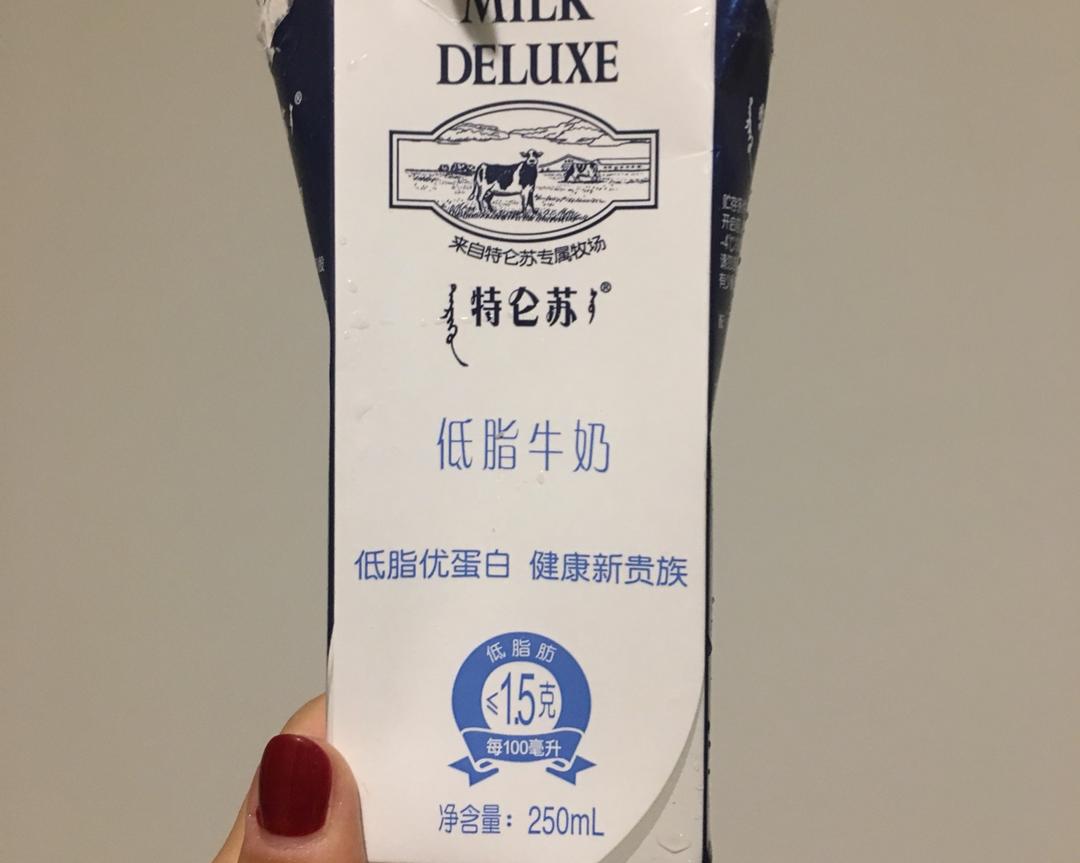 MILK
DELUXE
来自特仑苏专属牧场
特仑苏®
低脂牛奶
低脂优蛋白 健康新贵族
低脂肪
≤1.5克
每100毫升
净含量：250mL